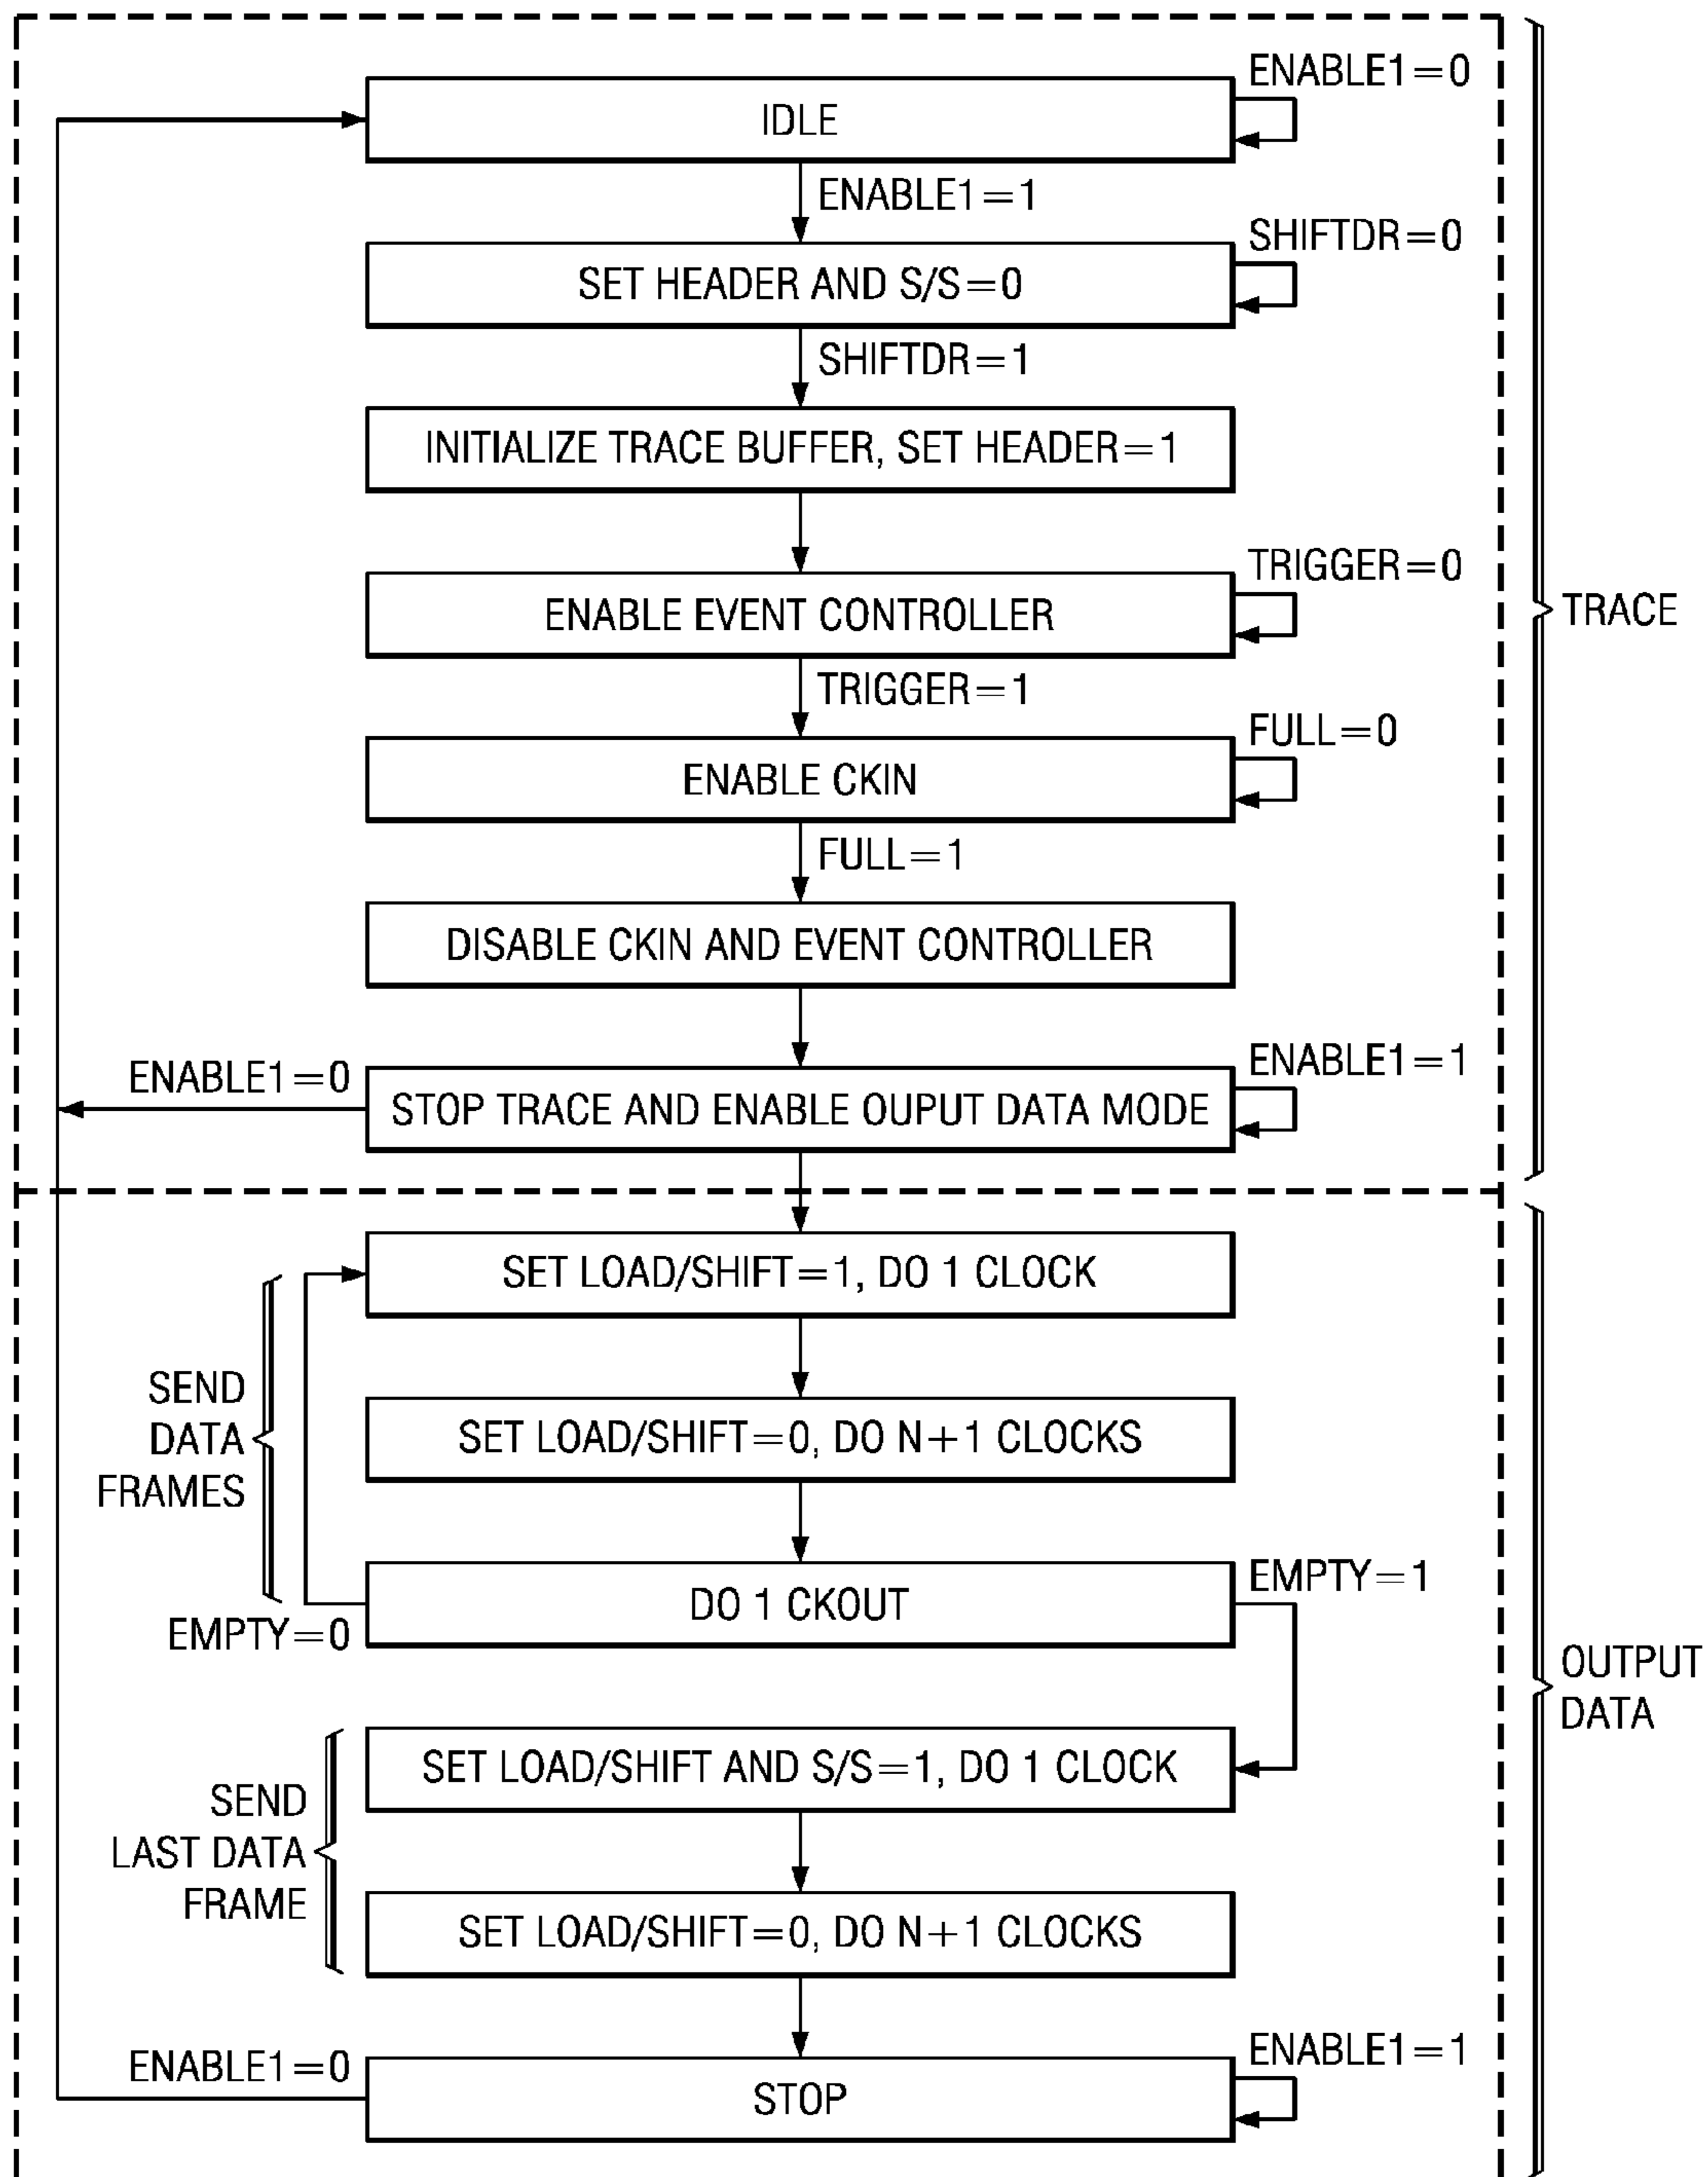 ENABLE1=0
IDLE
ENABLE1=1
SHIFTDR=0
SET HEADER AND S/S=0
SHIFTDR=1
INITIALIZE TRACE BUFFER, SET HEADER=1
TRIGGER=0
ENABLE EVENT CONTROLLER
TRACE
TRIGGER=1
FULL=0
ENABLE CKIN
FULL=1
DISABLE CKIN AND EVENT CONTROLLER
ENABLE1=0
ENABLE1=1
STOP TRACE AND ENABLE OUPUT DATA MODE
SET LOAD/SHIFT=1, DO 1 CLOCK
SEND
DATA
FRAMES
SET LOAD/SHIFT=0, DO N+1 CLOCKS
EMPTY=1
DO 1 CKOUT
EMPTY=0
OUTPUT
DATA
SET LOAD/SHIFT AND S/S=1, DO 1 CLOCK
SEND
LAST DATA
FRAME
SET LOAD/SHIFT=0, DO N+1 CLOCKS
ENABLE1=0
ENABLE1=1
STOP